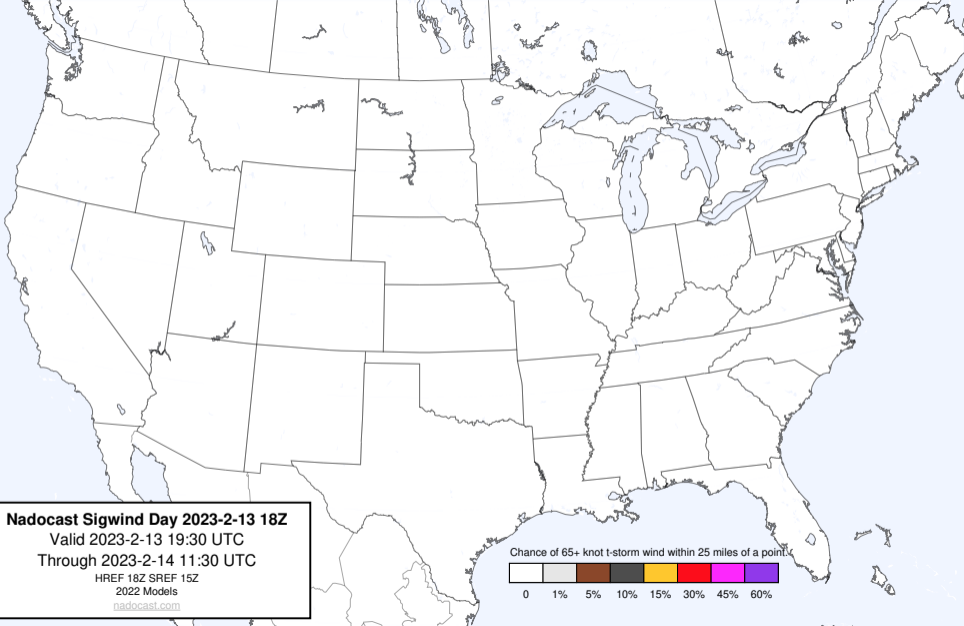 Nadocast Sigwind Day 2023-2-13 18Z
Valid 2023-2-13 19:30 UTC
Through 2023-2-14 11:30 UTC
HREF 18Z SREF 15Z
2022 Models
nadocast.com
Chance of 65+ knot t-storm wind within 25 miles of a point.
0 1% 5% 10% 15% 30% 45% 60%